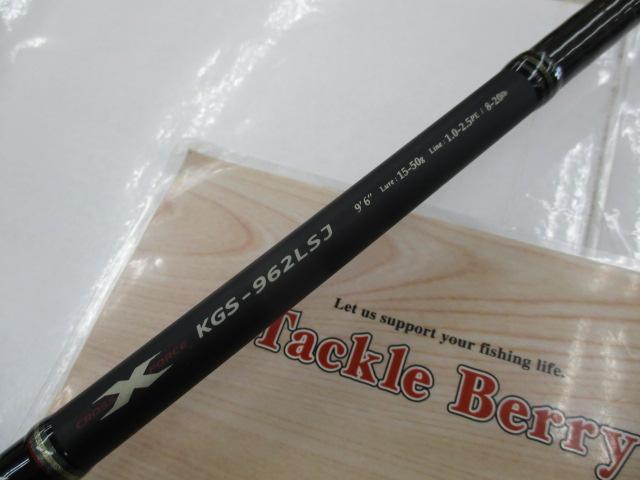 CROSS X FORCE KGS-962LSJ 9'6" Lure : 15-50g Line : 1.0-2.5PE | 8-20lb
Let us support your fishing life.
Tackle Berry